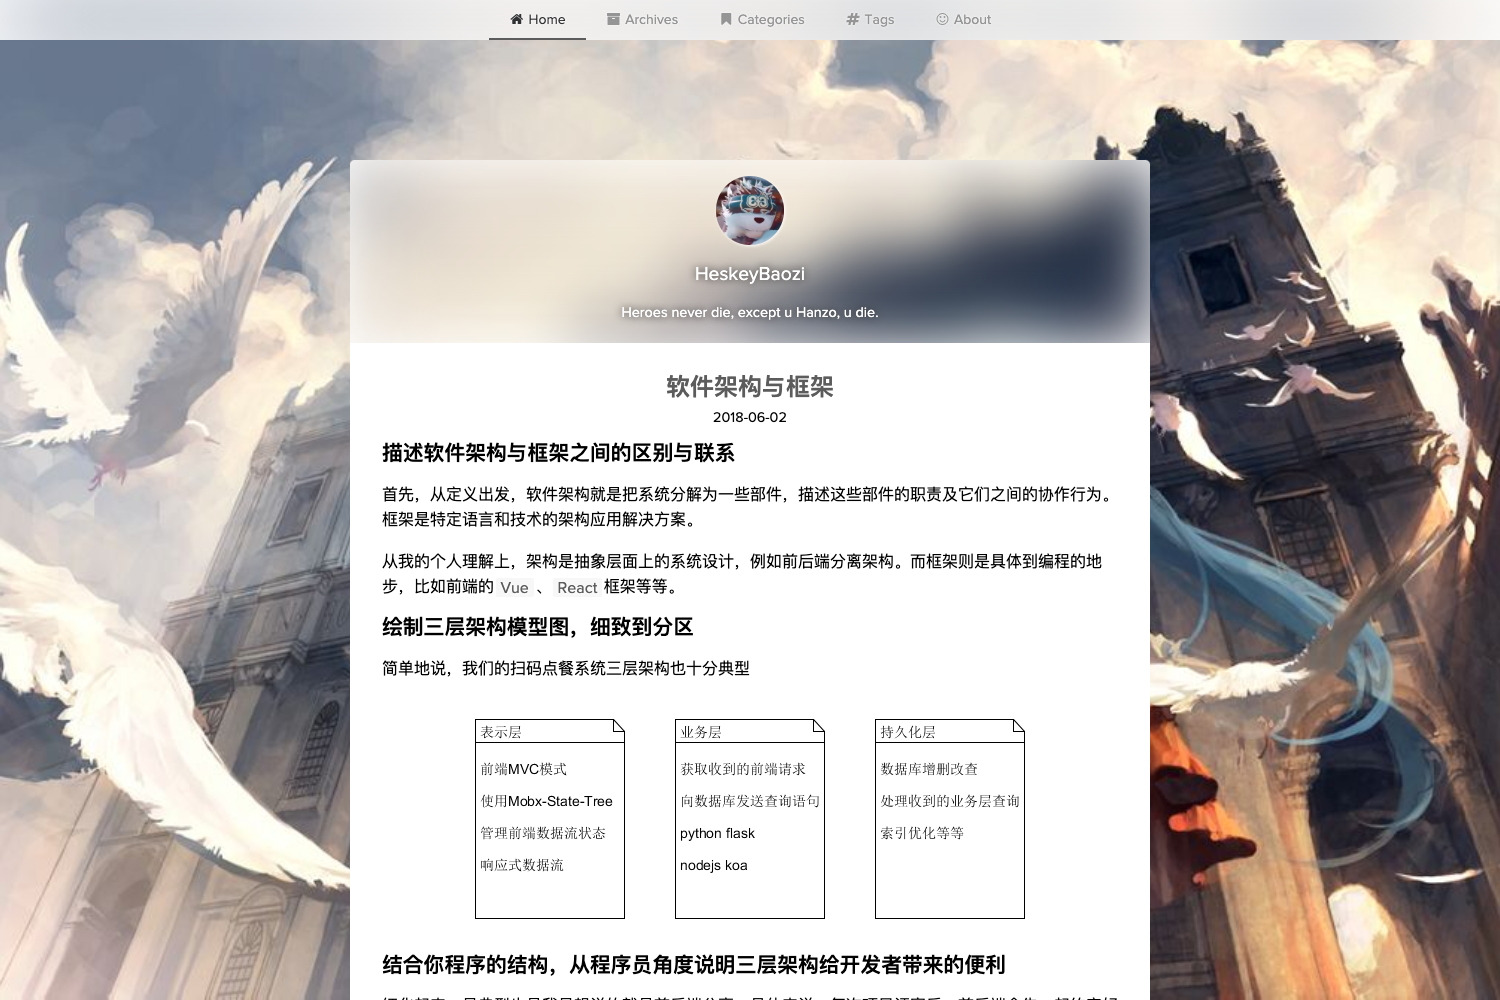 Home Archives Categories Tags About
HeskeyBaozi
Heroes never die, except u Hanzo, u die.
软件架构与框架
2018-06-02
描述软件架构与框架之间的区别与联系
首先，从定义出发，软件架构就是把系统分解为一些部件，描述这些部件的职责及它们之间的协作行为。
框架是特定语言和技术的架构应用解决方案。
从我的个人理解上，架构是抽象层面上的系统设计，例如前后端分离架构。而框架则是具体到编程的地
步，比如前端的 Vue 、 React 框架等等。
绘制三层架构模型图，细致到分区
简单地说，我们的扫码点餐系统三层架构也十分典型
表示层
前端MVC模式
使用Mobx-State-Tree
管理前端数据流状态
响应式数据流
业务层
获取收到的前端请求
向数据库发送查询语句
python flask
nodejs koa
持久化层
数据库增删改查
处理收到的业务层查询
索引优化等等
结合你程序的结构，从程序员角度说明三层架构给开发者带来的便利